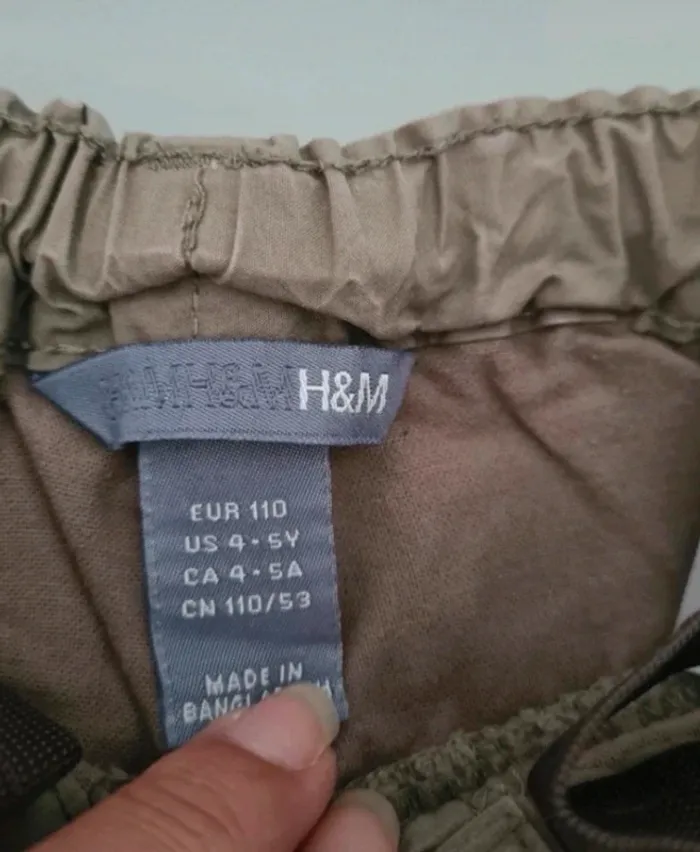 H&M
EUR 110
US 4-5Y
CA 4-5A
CN 110/53
MADE IN